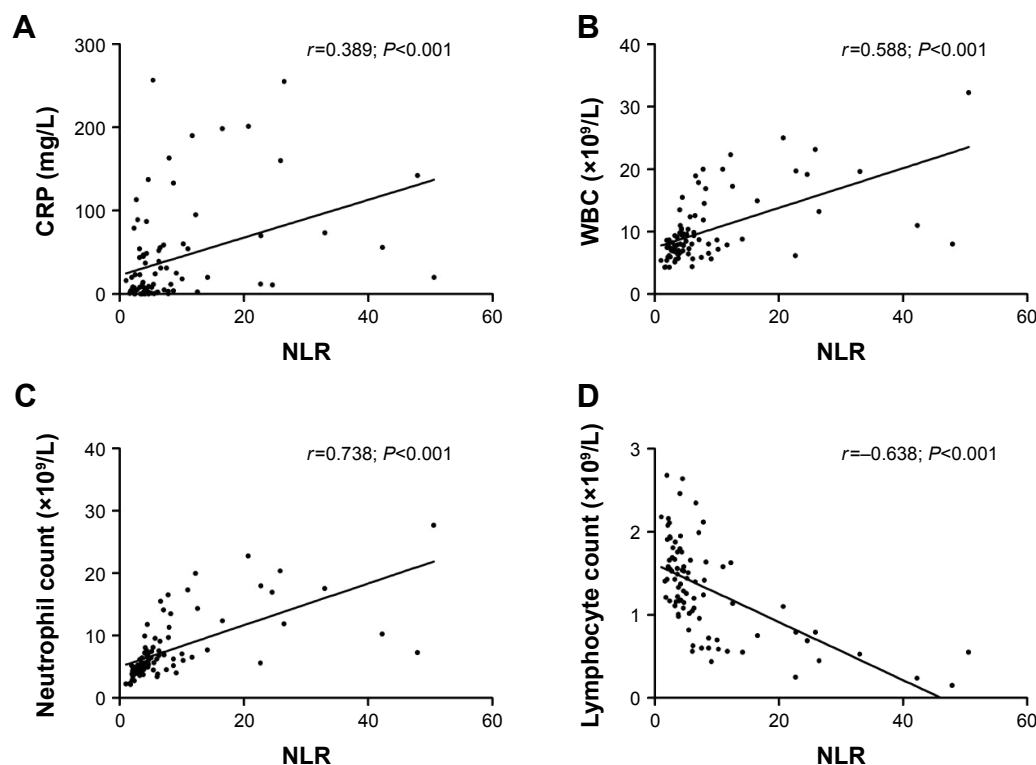 A
r=0.389; P<0.001
CRP (mg/L)
300
200
100
0
0 20 40 60
NLR
B
r=0.588; P<0.001
WBC (×10⁹/L)
40
30
20
10
0
0 20 40 60
NLR
C
r=0.738; P<0.001
Neutrophil count (×10⁹/L)
40
30
20
10
0
0 20 40 60
NLR
D
r=–0.638; P<0.001
Lymphocyte count (×10⁹/L)
3
2
1
0
0 20 40 60
NLR